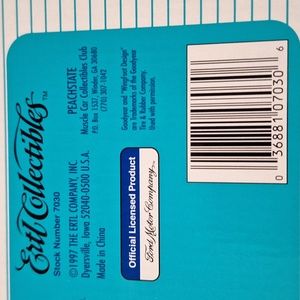 Ertl Collectibles™
Stock Number 7030
©1997 THE ERTL COMPANY, INC
Dyersville, Iowa 52040-0500 U.S.A.
Made in China
PEACHSTATE
Muscle Car Collectibles Club
P.O. Box 1537, Winder, GA 30680
(770) 307-1042
Goodyear and "Wingfoot Design"
are Trademarks of the Goodyear
Tire & Rubber Company,
Used with permission.
Official Licensed Product
Ford Motor Company
0 36881 07030 6